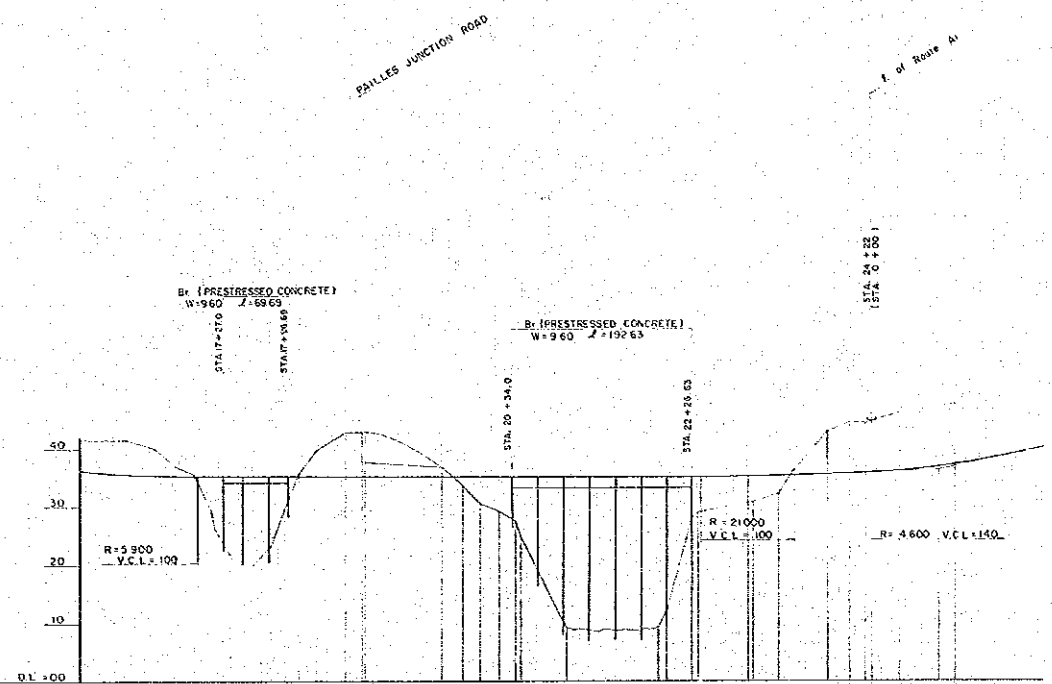 PAILLES JUNCTION ROAD
℄ of Route A1
STA. 24 + 22
(STA. 0 + 00)
Br. (PRESTRESSED CONCRETE)
W=9.60 ℓ=69.69
STA.17+27.0
STA.17+96.69
Br. (PRESTRESSED CONCRETE)
W=9.60 ℓ=192.63
STA. 20 + 34.0
STA. 22 + 26.63
40
30
20
10
D.L.=00
R=5.900
V.C.L=100
R=21000
V.C.L=100
R=4.600 V.C.L=140